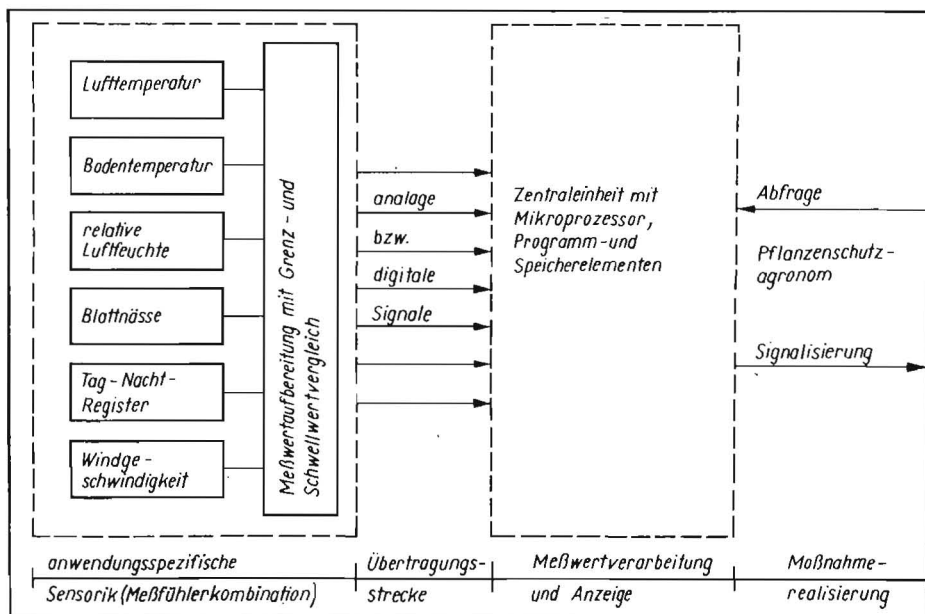 Lufttemperatur
Bodentemperatur
relative
Luftfeuchte
Blattnässe
Tag-Nacht-
Register
Windge-
schwindigkeit
Meßwertaufbereitung mit Grenz- und
Schwellwertvergleich
analage
bzw.
digitale
Signale
Zentraleinheit mit
Mikroprozessor,
Programm- und
Speicherelementen
Abfrage
Pflanzenschutz-
agronom
Signalisierung
anwendungsspezifische
Sensorik (Meßfühlerkombination)
Übertragungs-
strecke
Meßwertverarbeitung
und Anzeige
Moßnahme-
realisierung